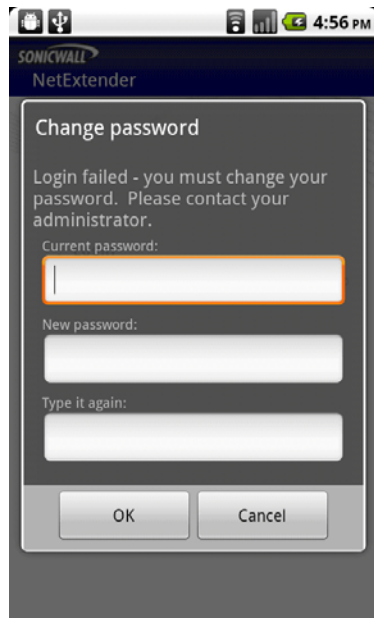 4:56 PM
SONICWALL
NetExtender
Change password
Login failed - you must change your
password.  Please contact your
administrator.
Current password:
New password:
Type it again:
OK
Cancel